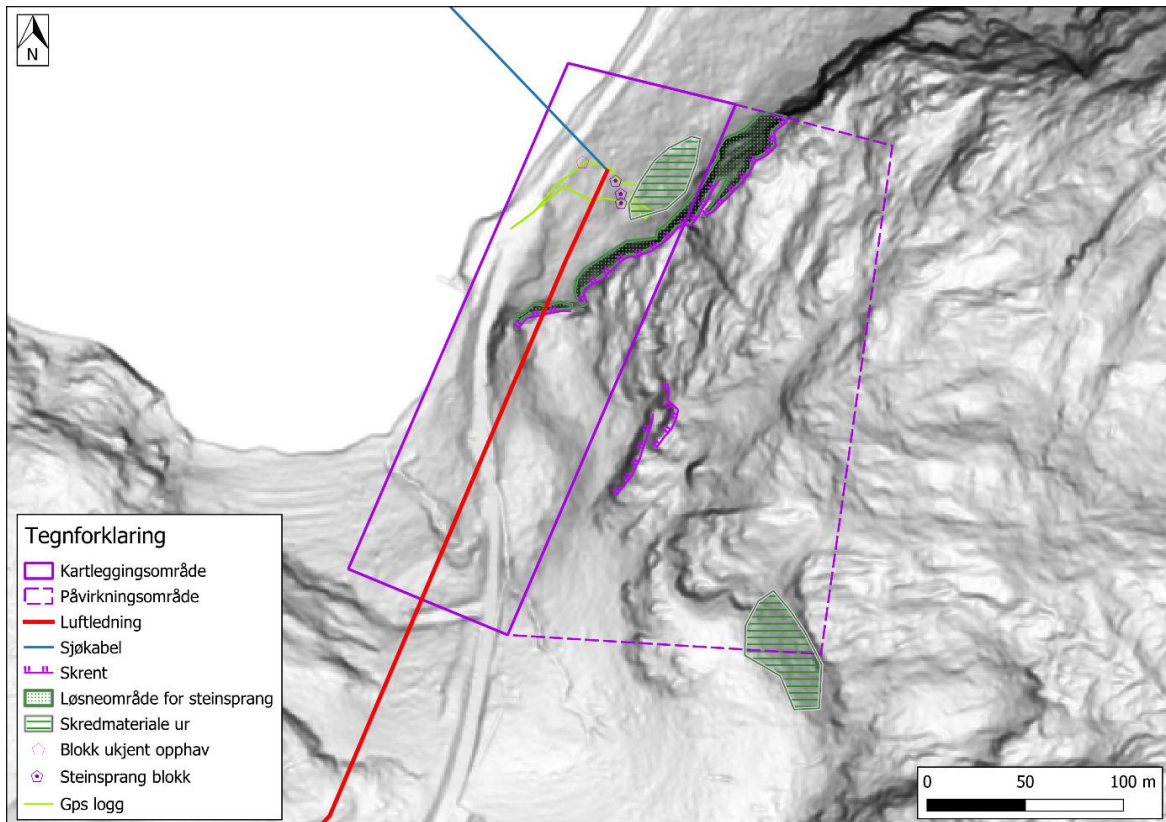 N
Tegnforklaring
Kartleggingsområde
Påvirkningsområde
Luftledning
Sjøkabel
Skrent
Løsneområde for steinsprang
Skredmateriale ur
Blokk ukjent opphav
Steinsprang blokk
Gps logg
0 50 100 m